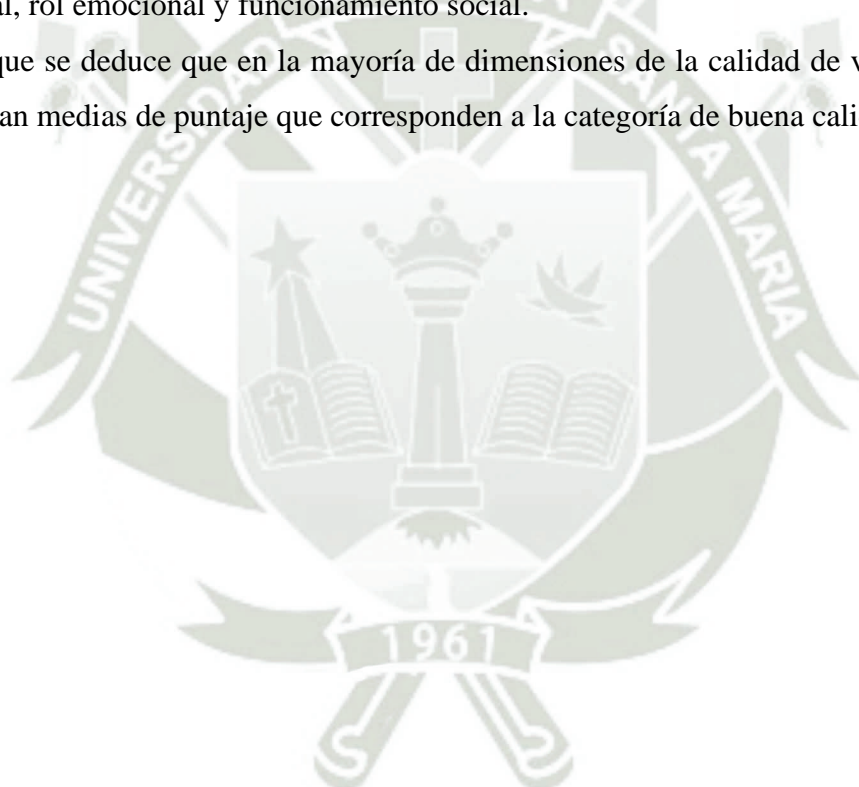 al, rol emocional y funcionamiento social.
que se deduce que en la mayoría de dimensiones de la calidad de v
an medias de puntaje que corresponden a la categoría de buena cali
UNIVERSIDAD
SANTA MARIA
1961